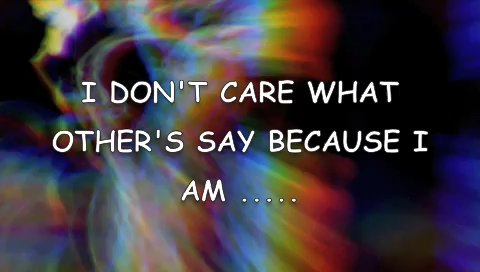 I DON'T CARE WHAT
OTHER'S SAY BECAUSE I
AM .....